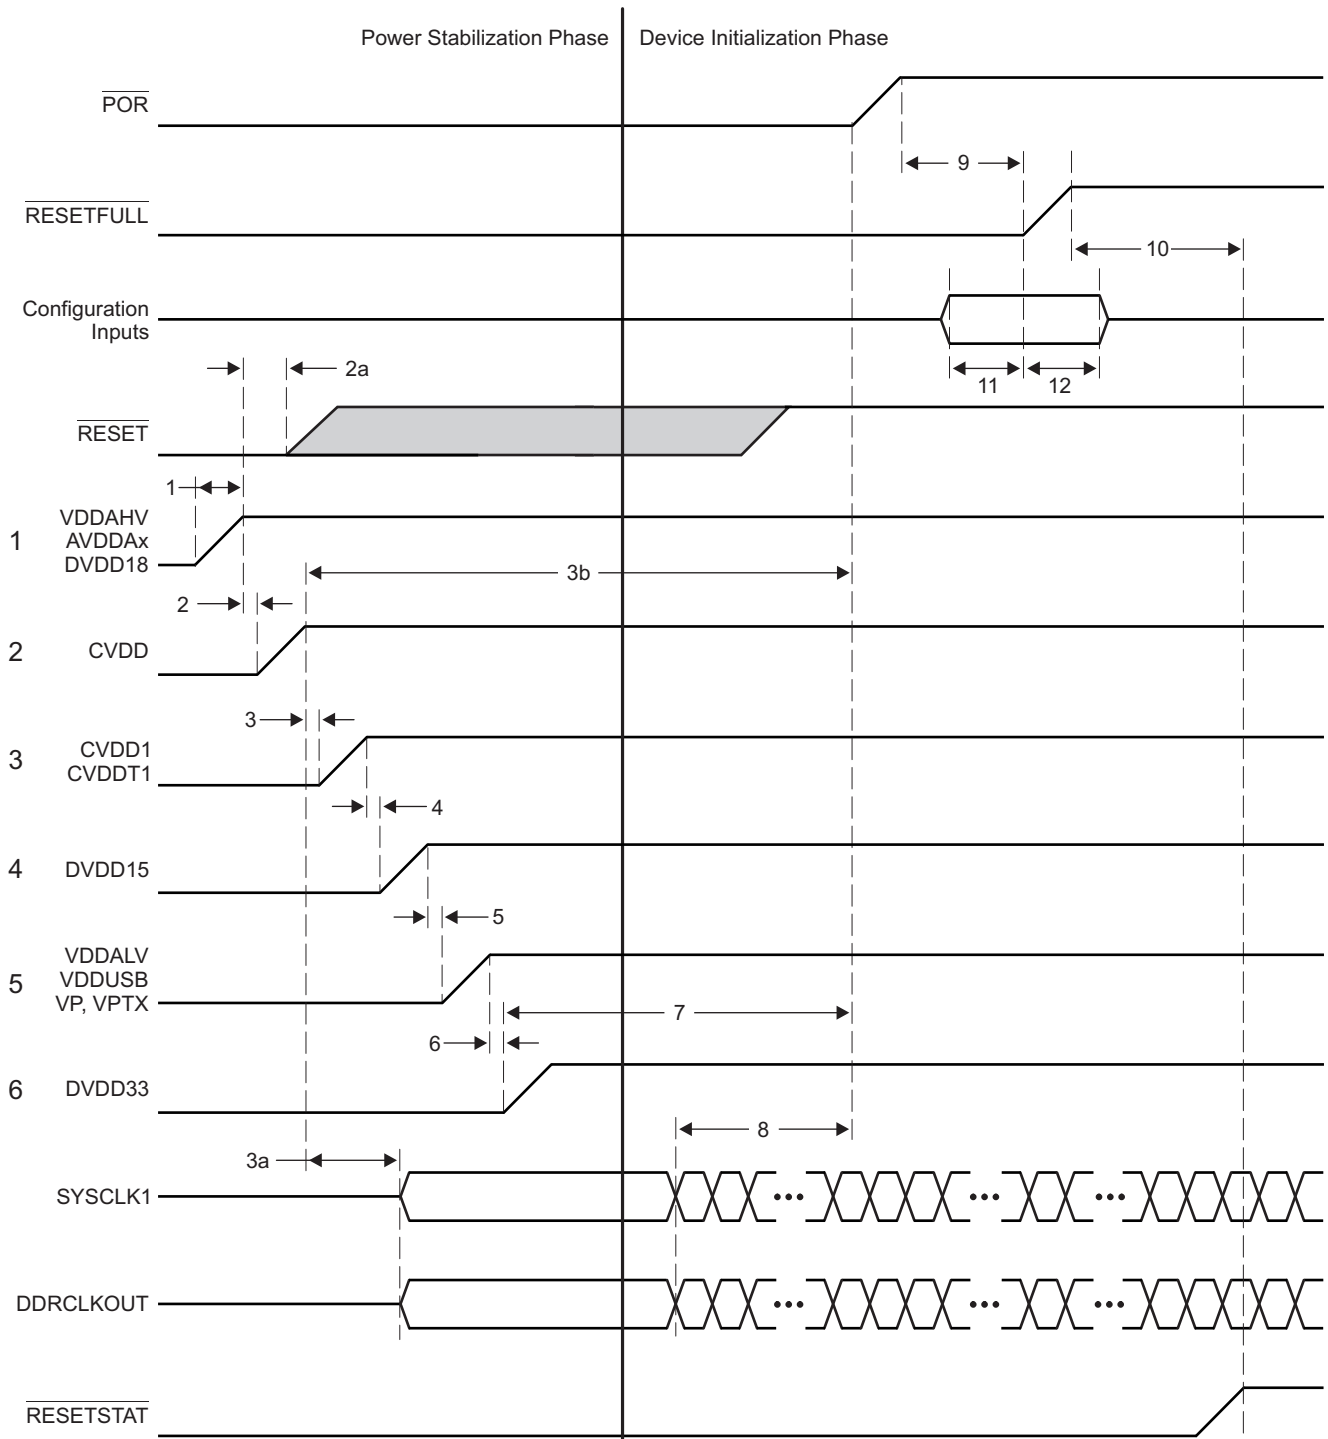 Power Stabilization Phase Device Initialization Phase
POR
9
RESETFULL
10
Configuration
Inputs
11 12
2a
RESET
1
1 VDDAHV
AVDDAx
DVDD18
3b
2
2 CVDD
3
3 CVDD1
CVDDT1
4
4 DVDD15
5
5 VDDALV
VDDUSB
VP, VPTX
7
6
6 DVDD33
8
3a
SYSCLK1
DDRCLKOUT
RESETSTAT